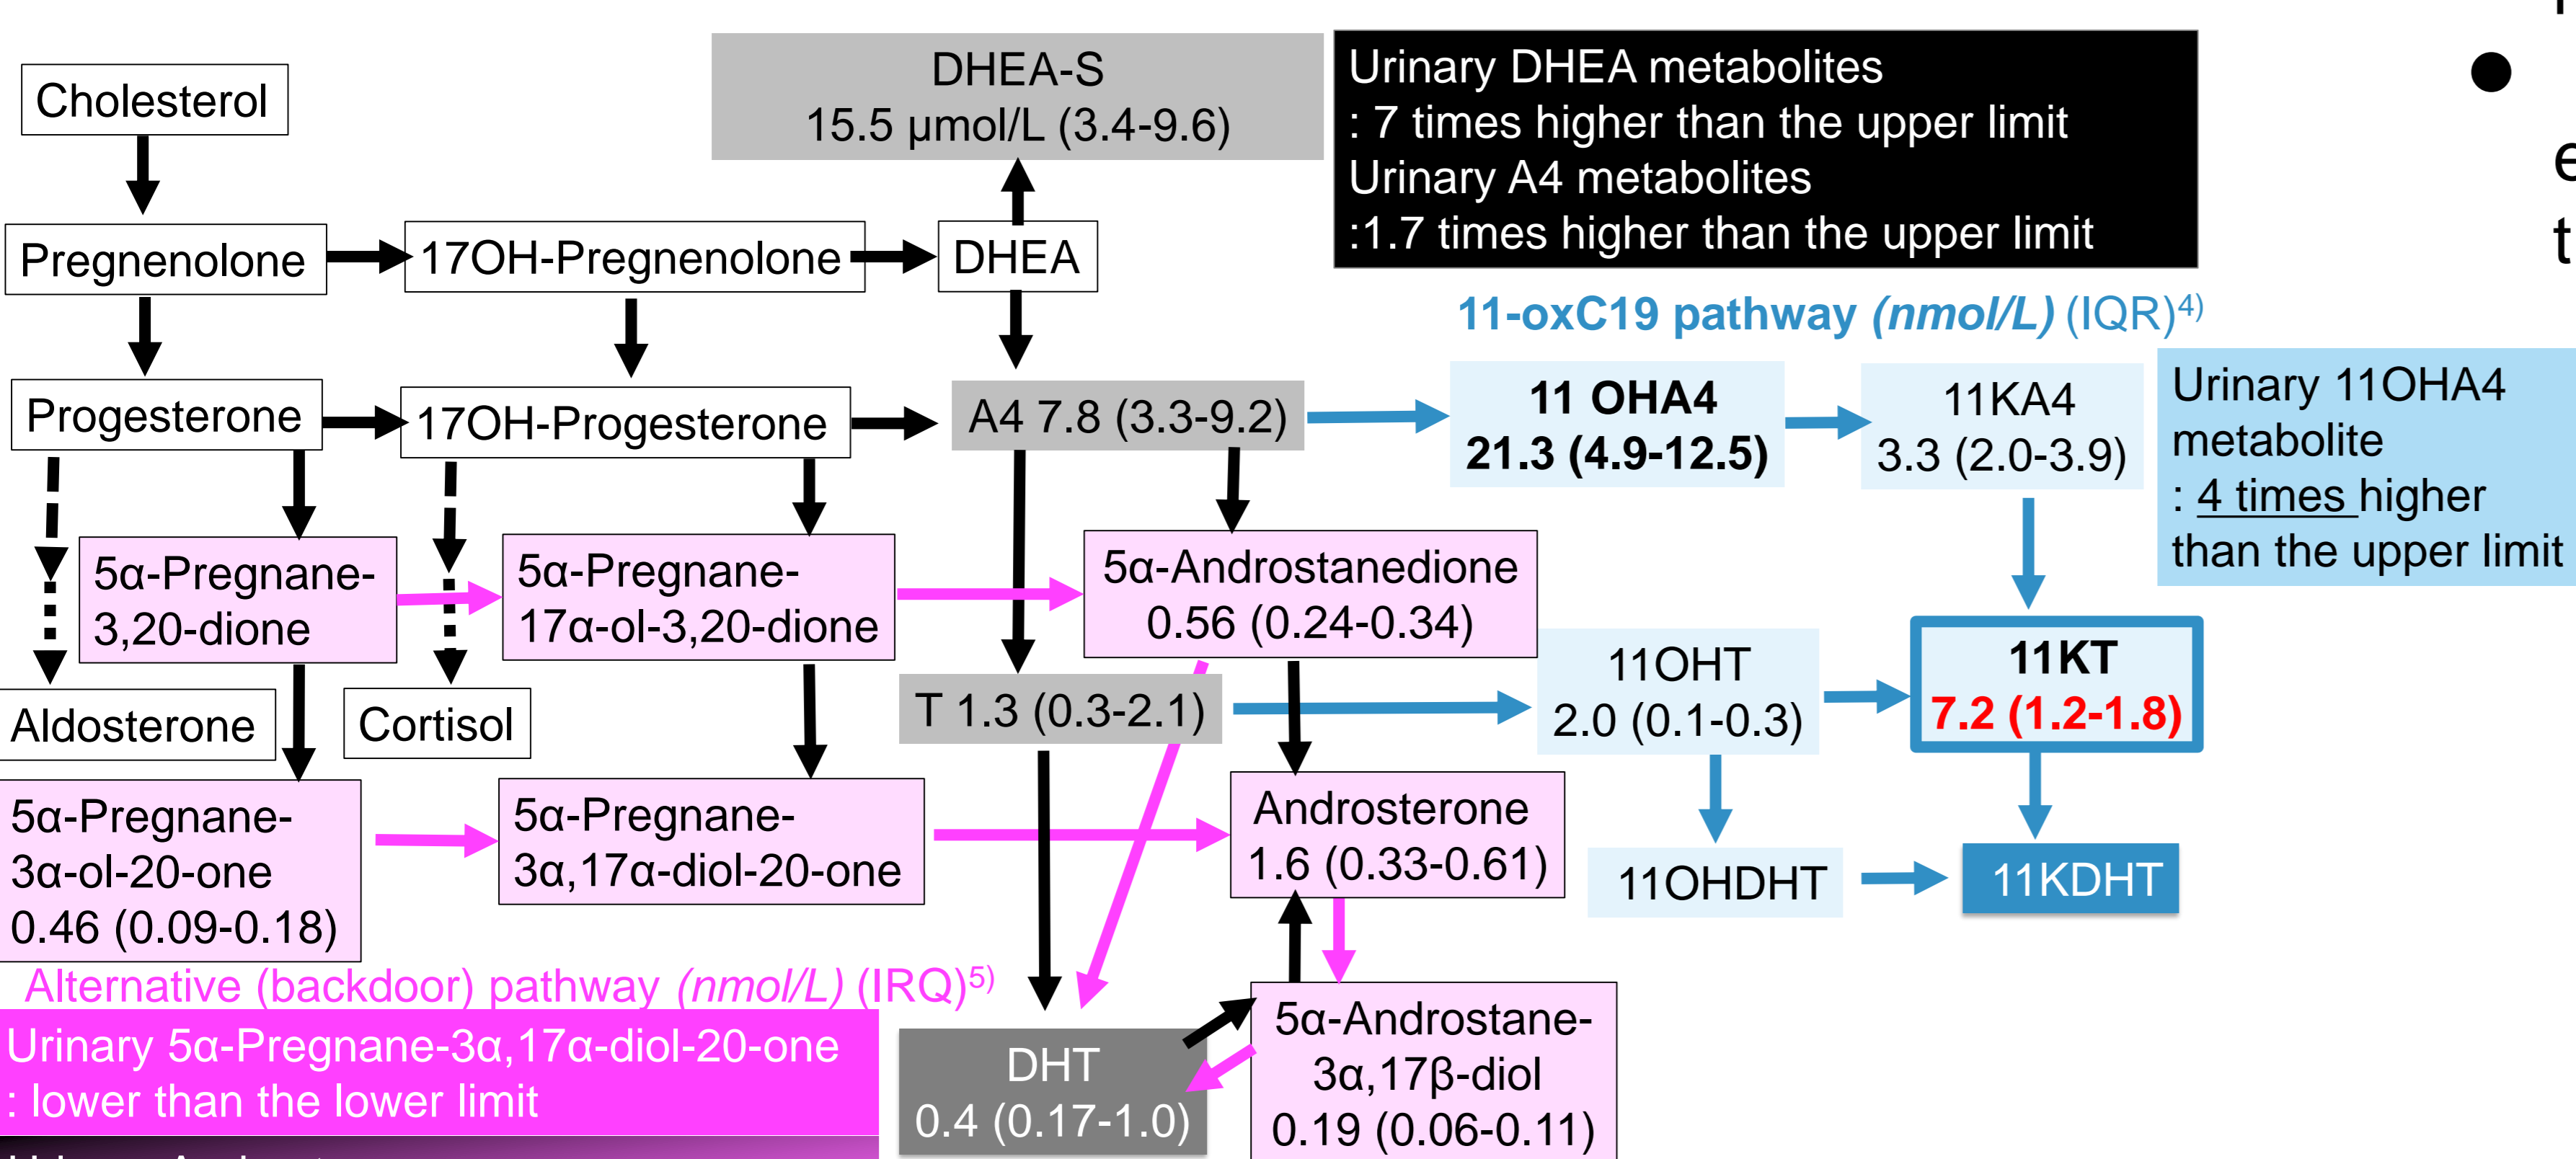 DHEA-S
15.5 µmol/L (3.4-9.6)
Urinary DHEA metabolites
: 7 times higher than the upper limit
Urinary A4 metabolites
:1.7 times higher than the upper limit
Cholesterol
Pregnenolone
17OH-Pregnenolone
DHEA
11-oxC19 pathway (nmol/L) (IQR)4)
Progesterone
17OH-Progesterone
A4 7.8 (3.3-9.2)
11 OHA4
21.3 (4.9-12.5)
11KA4
3.3 (2.0-3.9)
Urinary 11OHA4
metabolite
: 4 times higher
than the upper limit
5α-Pregnane-
3,20-dione
5α-Pregnane-
17α-ol-3,20-dione
5α-Androstanedione
0.56 (0.24-0.34)
Aldosterone
Cortisol
T 1.3 (0.3-2.1)
11OHT
2.0 (0.1-0.3)
11KT
7.2 (1.2-1.8)
5α-Pregnane-
3α-ol-20-one
0.46 (0.09-0.18)
5α-Pregnane-
3α,17α-diol-20-one
Androsterone
1.6 (0.33-0.61)
11OHDHT
11KDHT
Alternative (backdoor) pathway (nmol/L) (IRQ)5)
Urinary 5α-Pregnane-3α,17α-diol-20-one
: lower than the lower limit
DHT
0.4 (0.17-1.0)
5α-Androstane-
3α,17β-diol
0.19 (0.06-0.11)